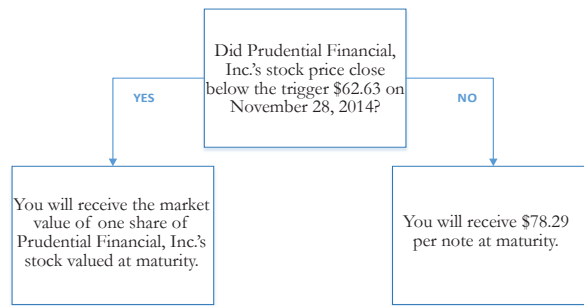 Did Prudential Financial,
Inc.'s stock price close
below the trigger $62.63 on
November 28, 2014?
YES
NO
You will receive the market
value of one share of
Prudential Financial, Inc.'s
stock valued at maturity.
You will receive $78.29
per note at maturity.